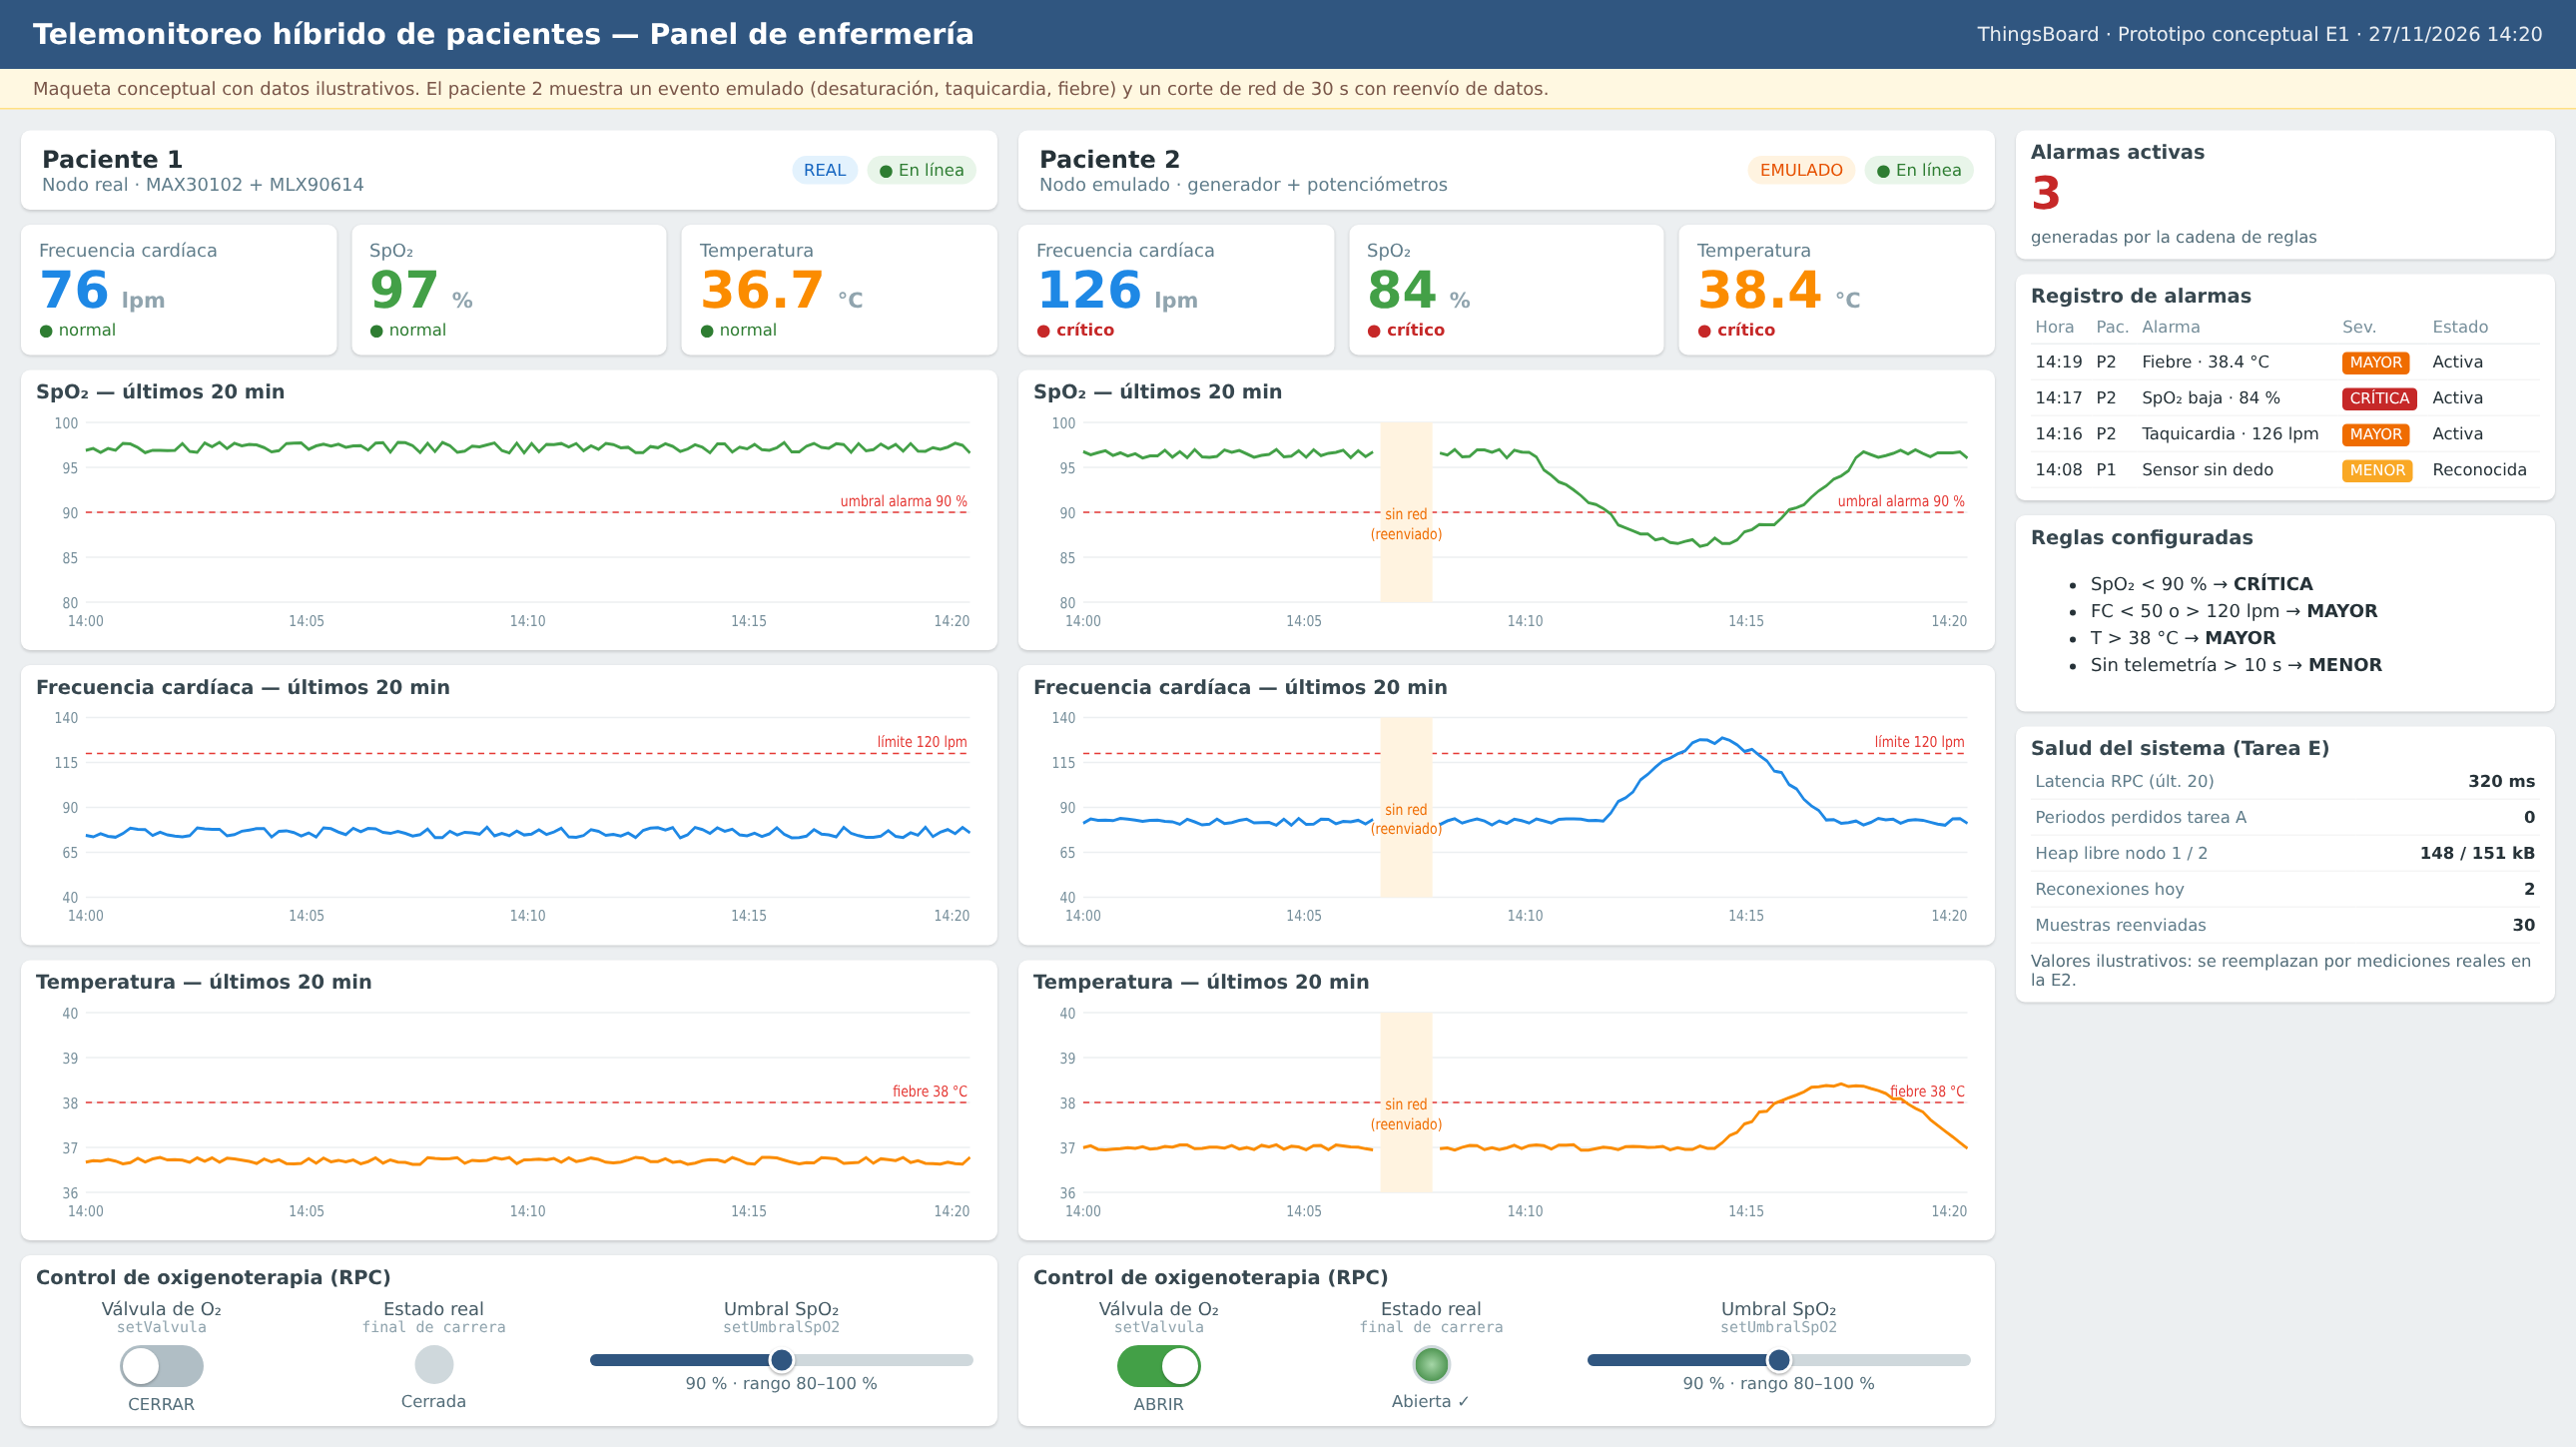 Telemonitoreo híbrido de pacientes — Panel de enfermería
ThingsBoard · Prototipo conceptual E1 · 27/11/2026 14:20
Maqueta conceptual con datos ilustrativos. El paciente 2 muestra un evento emulado (desaturación, taquicardia, fiebre) y un corte de red de 30 s con reenvío de datos.
Paciente 1
Nodo real · MAX30102 + MLX90614
REAL
● En línea
Frecuencia cardíaca
76 lpm
● normal
SpO₂
97 %
● normal
Temperatura
36.7 °C
● normal
SpO₂ — últimos 20 min
100
95
90
85
80
umbral alarma 90 %
14:00 14:05 14:10 14:15 14:20
Frecuencia cardíaca — últimos 20 min
140
115
90
65
40
límite 120 lpm
14:00 14:05 14:10 14:15 14:20
Temperatura — últimos 20 min
40
39
38
37
36
fiebre 38 °C
14:00 14:05 14:10 14:15 14:20
Control de oxigenoterapia (RPC)
Válvula de O₂
setValvula
CERRAR
Estado real
final de carrera
Cerrada
Umbral SpO₂
setUmbralSpO2
90 % · rango 80–100 %
Paciente 2
Nodo emulado · generador + potenciómetros
EMULADO
● En línea
Frecuencia cardíaca
126 lpm
● crítico
SpO₂
84 %
● crítico
Temperatura
38.4 °C
● crítico
SpO₂ — últimos 20 min
100
95
90
85
80
sin red
(reenviado)
umbral alarma 90 %
14:00 14:05 14:10 14:15 14:20
Frecuencia cardíaca — últimos 20 min
140
115
90
65
40
sin red
(reenviado)
límite 120 lpm
14:00 14:05 14:10 14:15 14:20
Temperatura — últimos 20 min
40
39
38
37
36
sin red
(reenviado)
fiebre 38 °C
14:00 14:05 14:10 14:15 14:20
Control de oxigenoterapia (RPC)
Válvula de O₂
setValvula
ABRIR
Estado real
final de carrera
Abierta ✓
Umbral SpO₂
setUmbralSpO2
90 % · rango 80–100 %
Alarmas activas
3
generadas por la cadena de reglas
Registro de alarmas
Hora Pac. Alarma Sev. Estado
14:19 P2 Fiebre · 38.4 °C MAYOR Activa
14:17 P2 SpO₂ baja · 84 % CRÍTICA Activa
14:16 P2 Taquicardia · 126 lpm MAYOR Activa
14:08 P1 Sensor sin dedo MENOR Reconocida
Reglas configuradas
• SpO₂ < 90 % → CRÍTICA
• FC < 50 o > 120 lpm → MAYOR
• T > 38 °C → MAYOR
• Sin telemetría > 10 s → MENOR
Salud del sistema (Tarea E)
Latencia RPC (últ. 20) 320 ms
Periodos perdidos tarea A 0
Heap libre nodo 1 / 2 148 / 151 kB
Reconexiones hoy 2
Muestras reenviadas 30
Valores ilustrativos: se reemplazan por mediciones reales en
la E2.